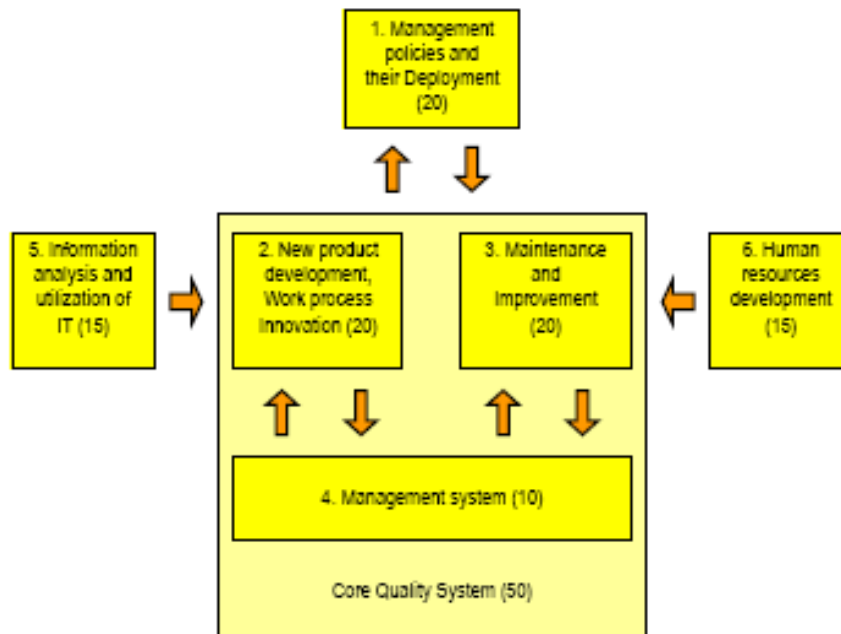 1. Management
policies and
their Deployment
(20)
5. Information
analysis and
utilization of
IT (15)
2. New product
development,
Work process
Innovation (20)
3. Maintenance
and
Improvement
(20)
6. Human
resources
development
(15)
4. Management system (10)
Core Quality System (50)